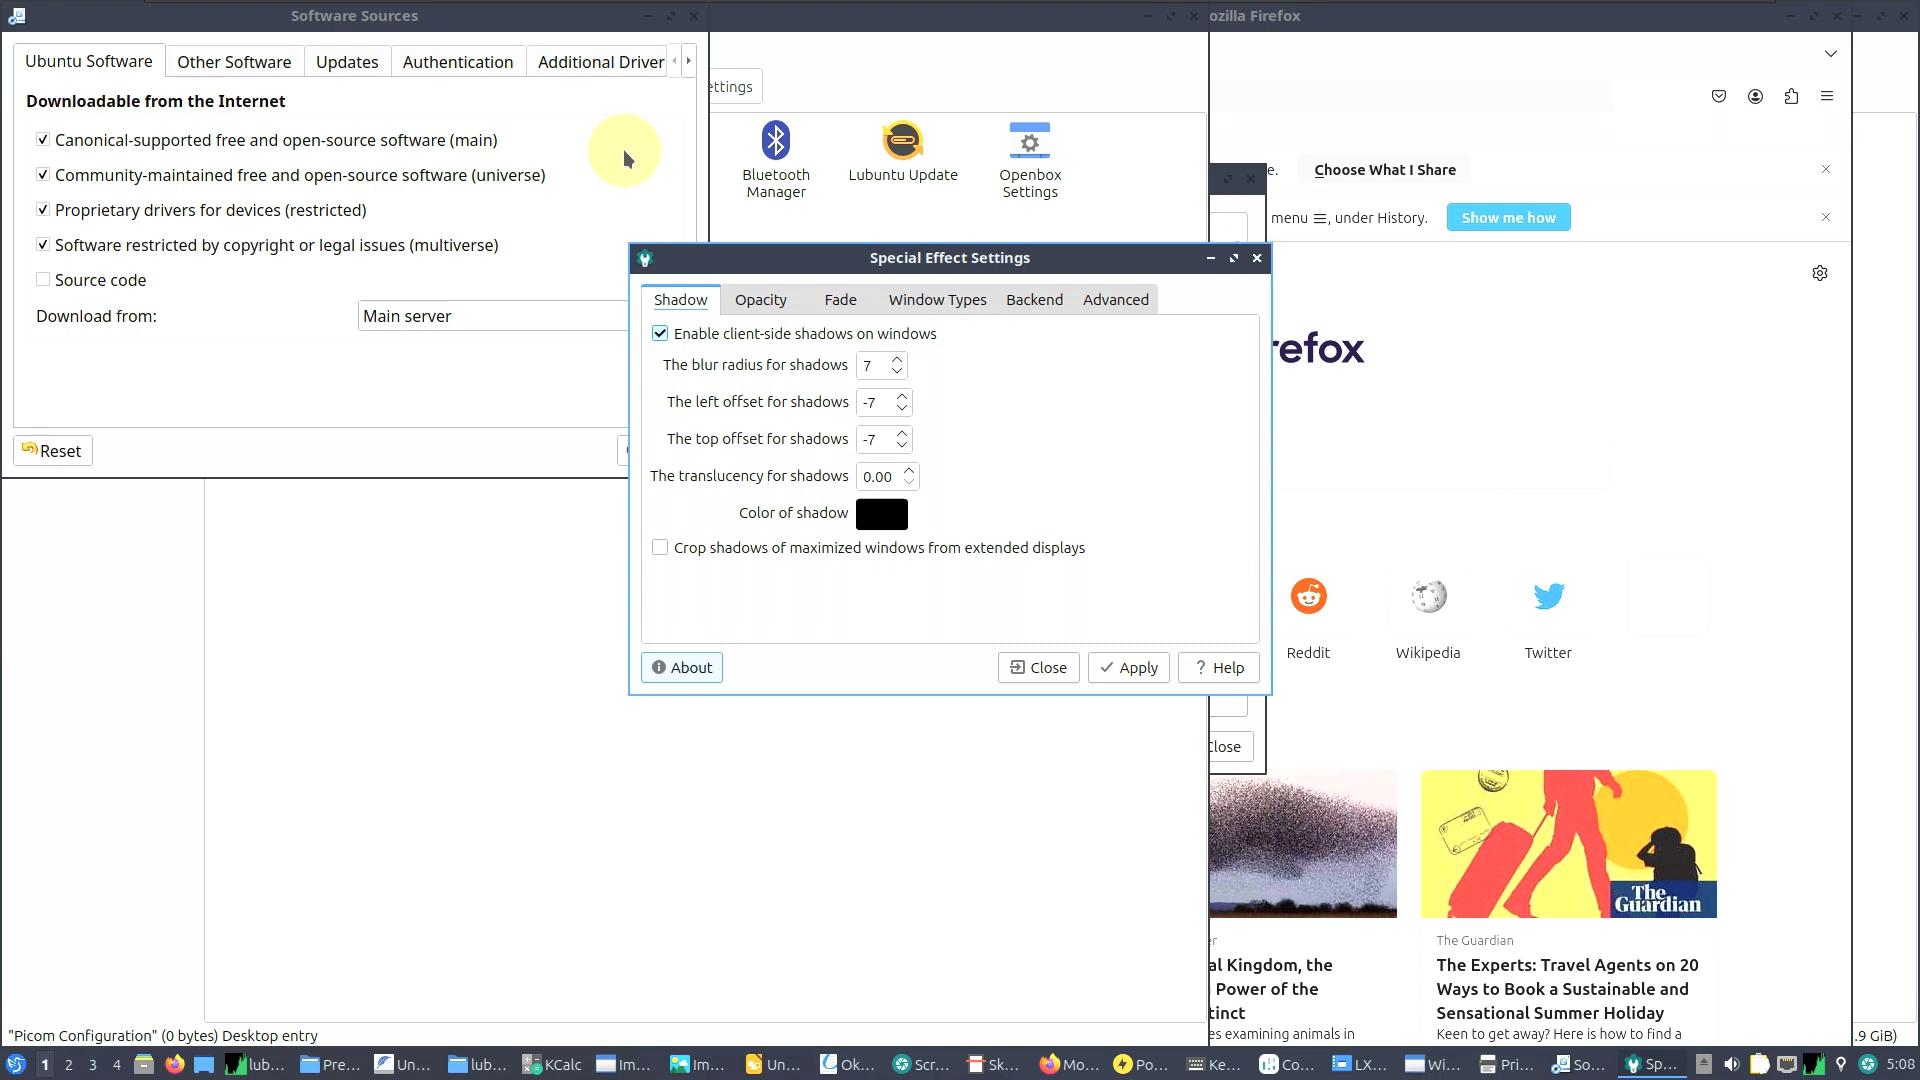 Software Sources
Ubuntu Software
Other Software
Updates
Authentication
Additional Driver
Downloadable from the Internet
Canonical-supported free and open-source software (main)
Community-maintained free and open-source software (universe)
Proprietary drivers for devices (restricted)
Software restricted by copyright or legal issues (multiverse)
Source code
Download from:
Main server
Reset
ettings
Bluetooth
Manager
Lubuntu Update
Openbox
Settings
ozilla Firefox
e.
Choose What I Share
menu ☰, under History.
Show me how
refox
Special Effect Settings
Shadow
Opacity
Fade
Window Types
Backend
Advanced
Enable client-side shadows on windows
The blur radius for shadows
7
The left offset for shadows
-7
The top offset for shadows
-7
The translucency for shadows
0.00
Color of shadow
Crop shadows of maximized windows from extended displays
About
Close
Apply
Help
Close
Reddit
Wikipedia
Twitter
The
Guardian
er
The Guardian
al Kingdom, the
Power of the
tinct
es examining animals in
The Experts: Travel Agents on 20
Ways to Book a Sustainable and
Sensational Summer Holiday
Keen to get away? Here is how to find a
"Picom Configuration" (0 bytes) Desktop entry
.9 GiB)
1 2 3 4 lub... Pre... Un... lub... KCalc Im... Im... Un... Ok... Scr... Sk... Mo... Po... Ke... Co... LX... Wi... Pri... So... Sp... 5:08